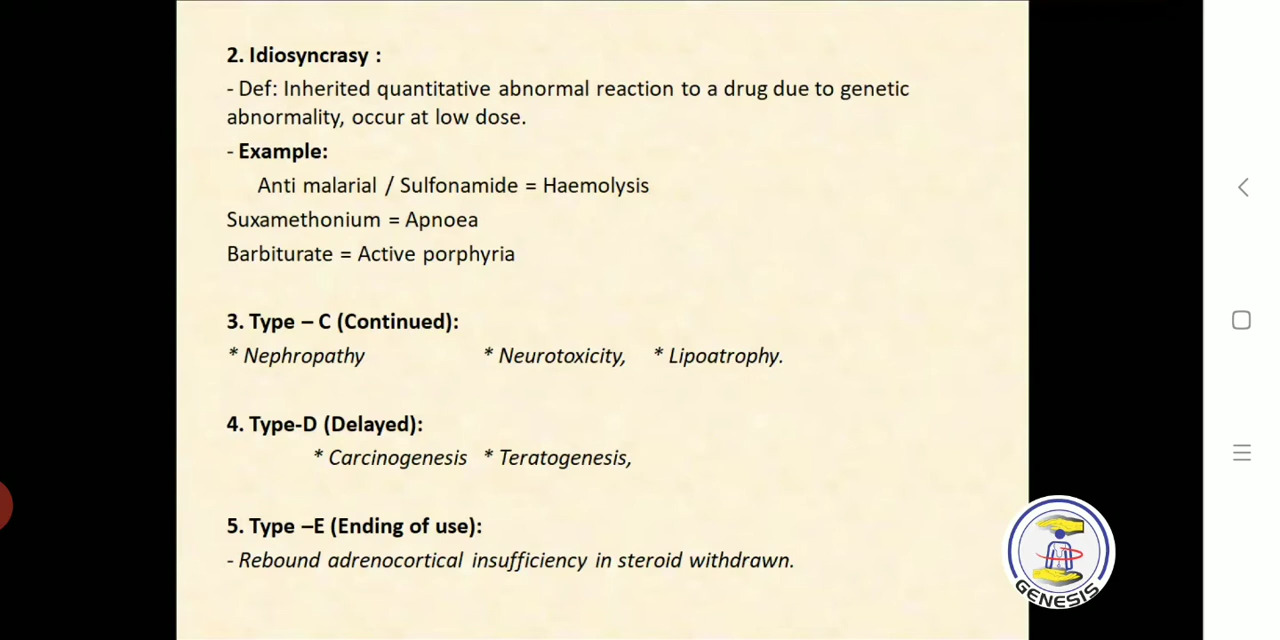 2. Idiosyncrasy :
- Def: Inherited quantitative abnormal reaction to a drug due to genetic
abnormality, occur at low dose.
- Example:
Anti malarial / Sulfonamide = Haemolysis
Suxamethonium = Apnoea
Barbiturate = Active porphyria
3. Type – C (Continued):
* Nephropathy * Neurotoxicity, * Lipoatrophy.
4. Type-D (Delayed):
* Carcinogenesis * Teratogenesis,
5. Type –E (Ending of use):
- Rebound adrenocortical insufficiency in steroid withdrawn.
GENESIS